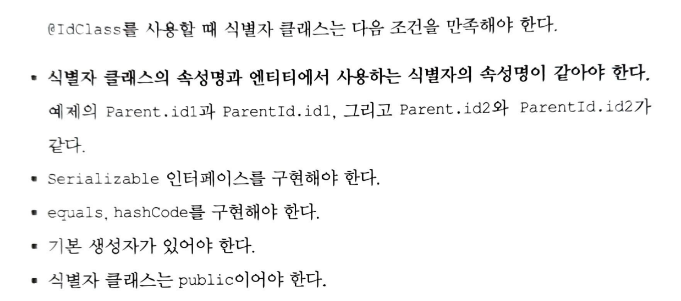 @IdClass를 사용할 때 식별자 클래스는 다음 조건을 만족해야 한다.
▪ 식별자 클래스의 속성명과 엔티티에서 사용하는 식별자의 속성명이 같아야 한다.
예제의 Parent.id1과 ParentId.id1, 그리고 Parent.id2와 ParentId.id2가
같다.
▪ Serializable 인터페이스를 구현해야 한다.
▪ equals, hashCode를 구현해야 한다.
▪ 기본 생성자가 있어야 한다.
▪ 식별자 클래스는 public이어야 한다.